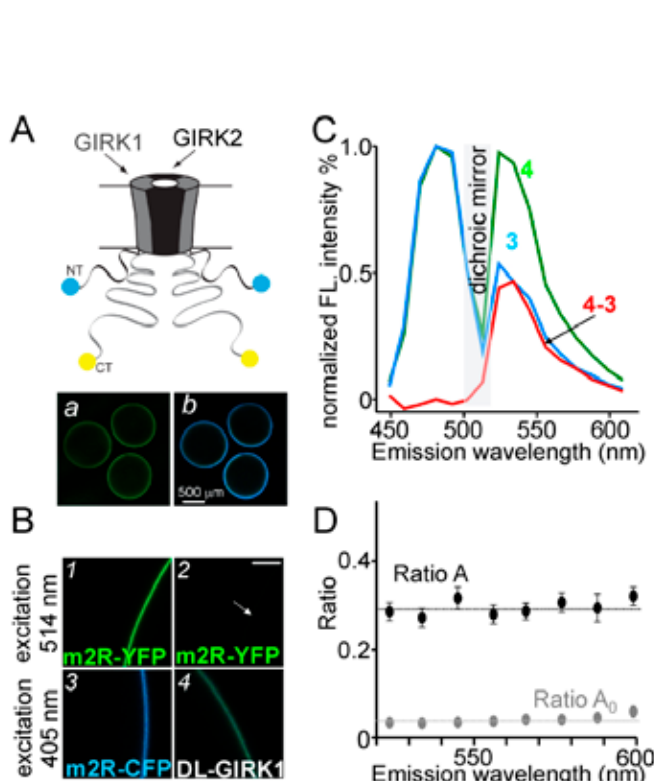 A
GIRK1
GIRK2
NT
CT
a
b
500 µm
B
excitation
514 nm
1
m2R-YFP
2
m2R-YFP
excitation
405 nm
3
m2R-CFP
4
DL-GIRK1
C
normalized FL. intensity %
1.0
0.5
0
dichroic mirror
4
3
4-3
450
500
550
600
Emission wavelength (nm)
D
Ratio
0.4
0.2
0
Ratio A
Ratio A₀
550
600
Emission wavelength (nm)